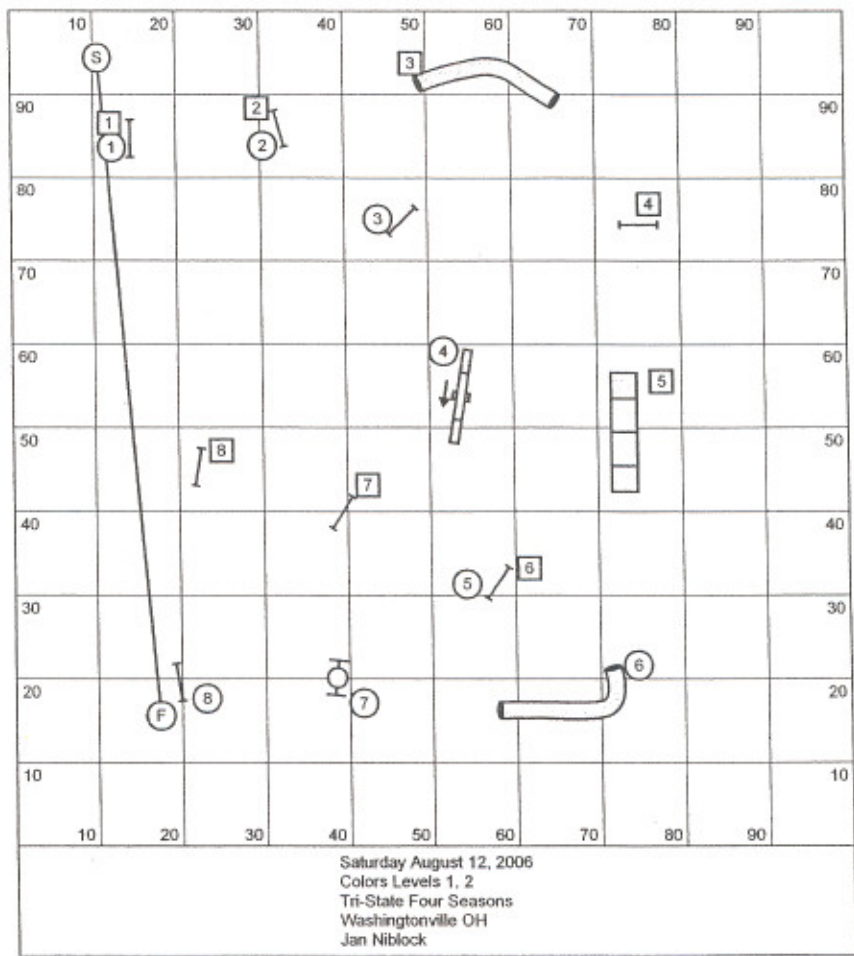 10 20 30 40 50 60 70 80 90
S
3
90 90
1 2
1 2
80 80
3 4
70 70
60 60
4
5
50 50
8
7
40 40
5 6
30 30
6
20 20
8 7
F
10 10
10 20 30 40 50 60 70 80 90
Saturday August 12, 2006
Colors Levels 1, 2
Tri-State Four Seasons
Washingtonville OH
Jan Niblock